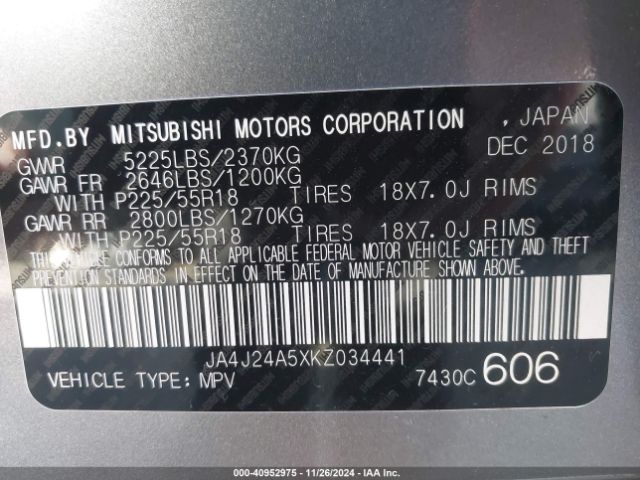 MFD.BY MITSUBISHI MOTORS CORPORATION , JAPAN
GVWR 5225LBS/2370KG DEC 2018
GAWR FR 2646LBS/1200KG
WITH P225/55R18 TIRES 18X7.0J RIMS
GAWR RR 2800LBS/1270KG
WITH P225/55R18 TIRES 18X7.0J RIMS
THIS VEHICLE CONFORMS TO ALL APPLICABLE FEDERAL MOTOR VEHICLE SAFETY AND THEFT
PREVENTION STANDARDS IN EFFECT ON THE DATE OF MANUFACTURE SHOWN ABOVE.
JA4J24A5XKZ034441
VEHICLE TYPE: MPV 7430C 606
000-40952975 - 11/26/2024 - IAAI.COM